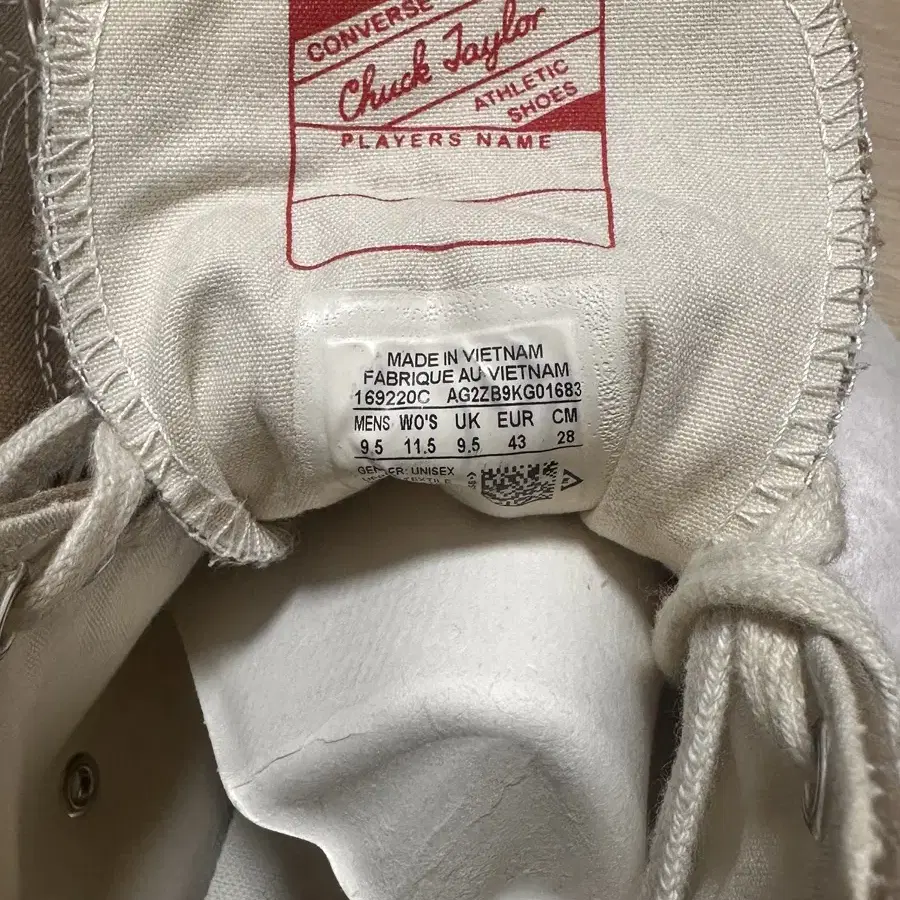 CONVERSE
Chuck Taylor
ATHLETIC
SHOES
PLAYERS NAME
MADE IN VIETNAM
FABRIQUE AU VIETNAM
169220C AG2ZB9KG01683
MENS WO'S UK EUR CM
9.5 11.5 9.5 43 28
UNISEX